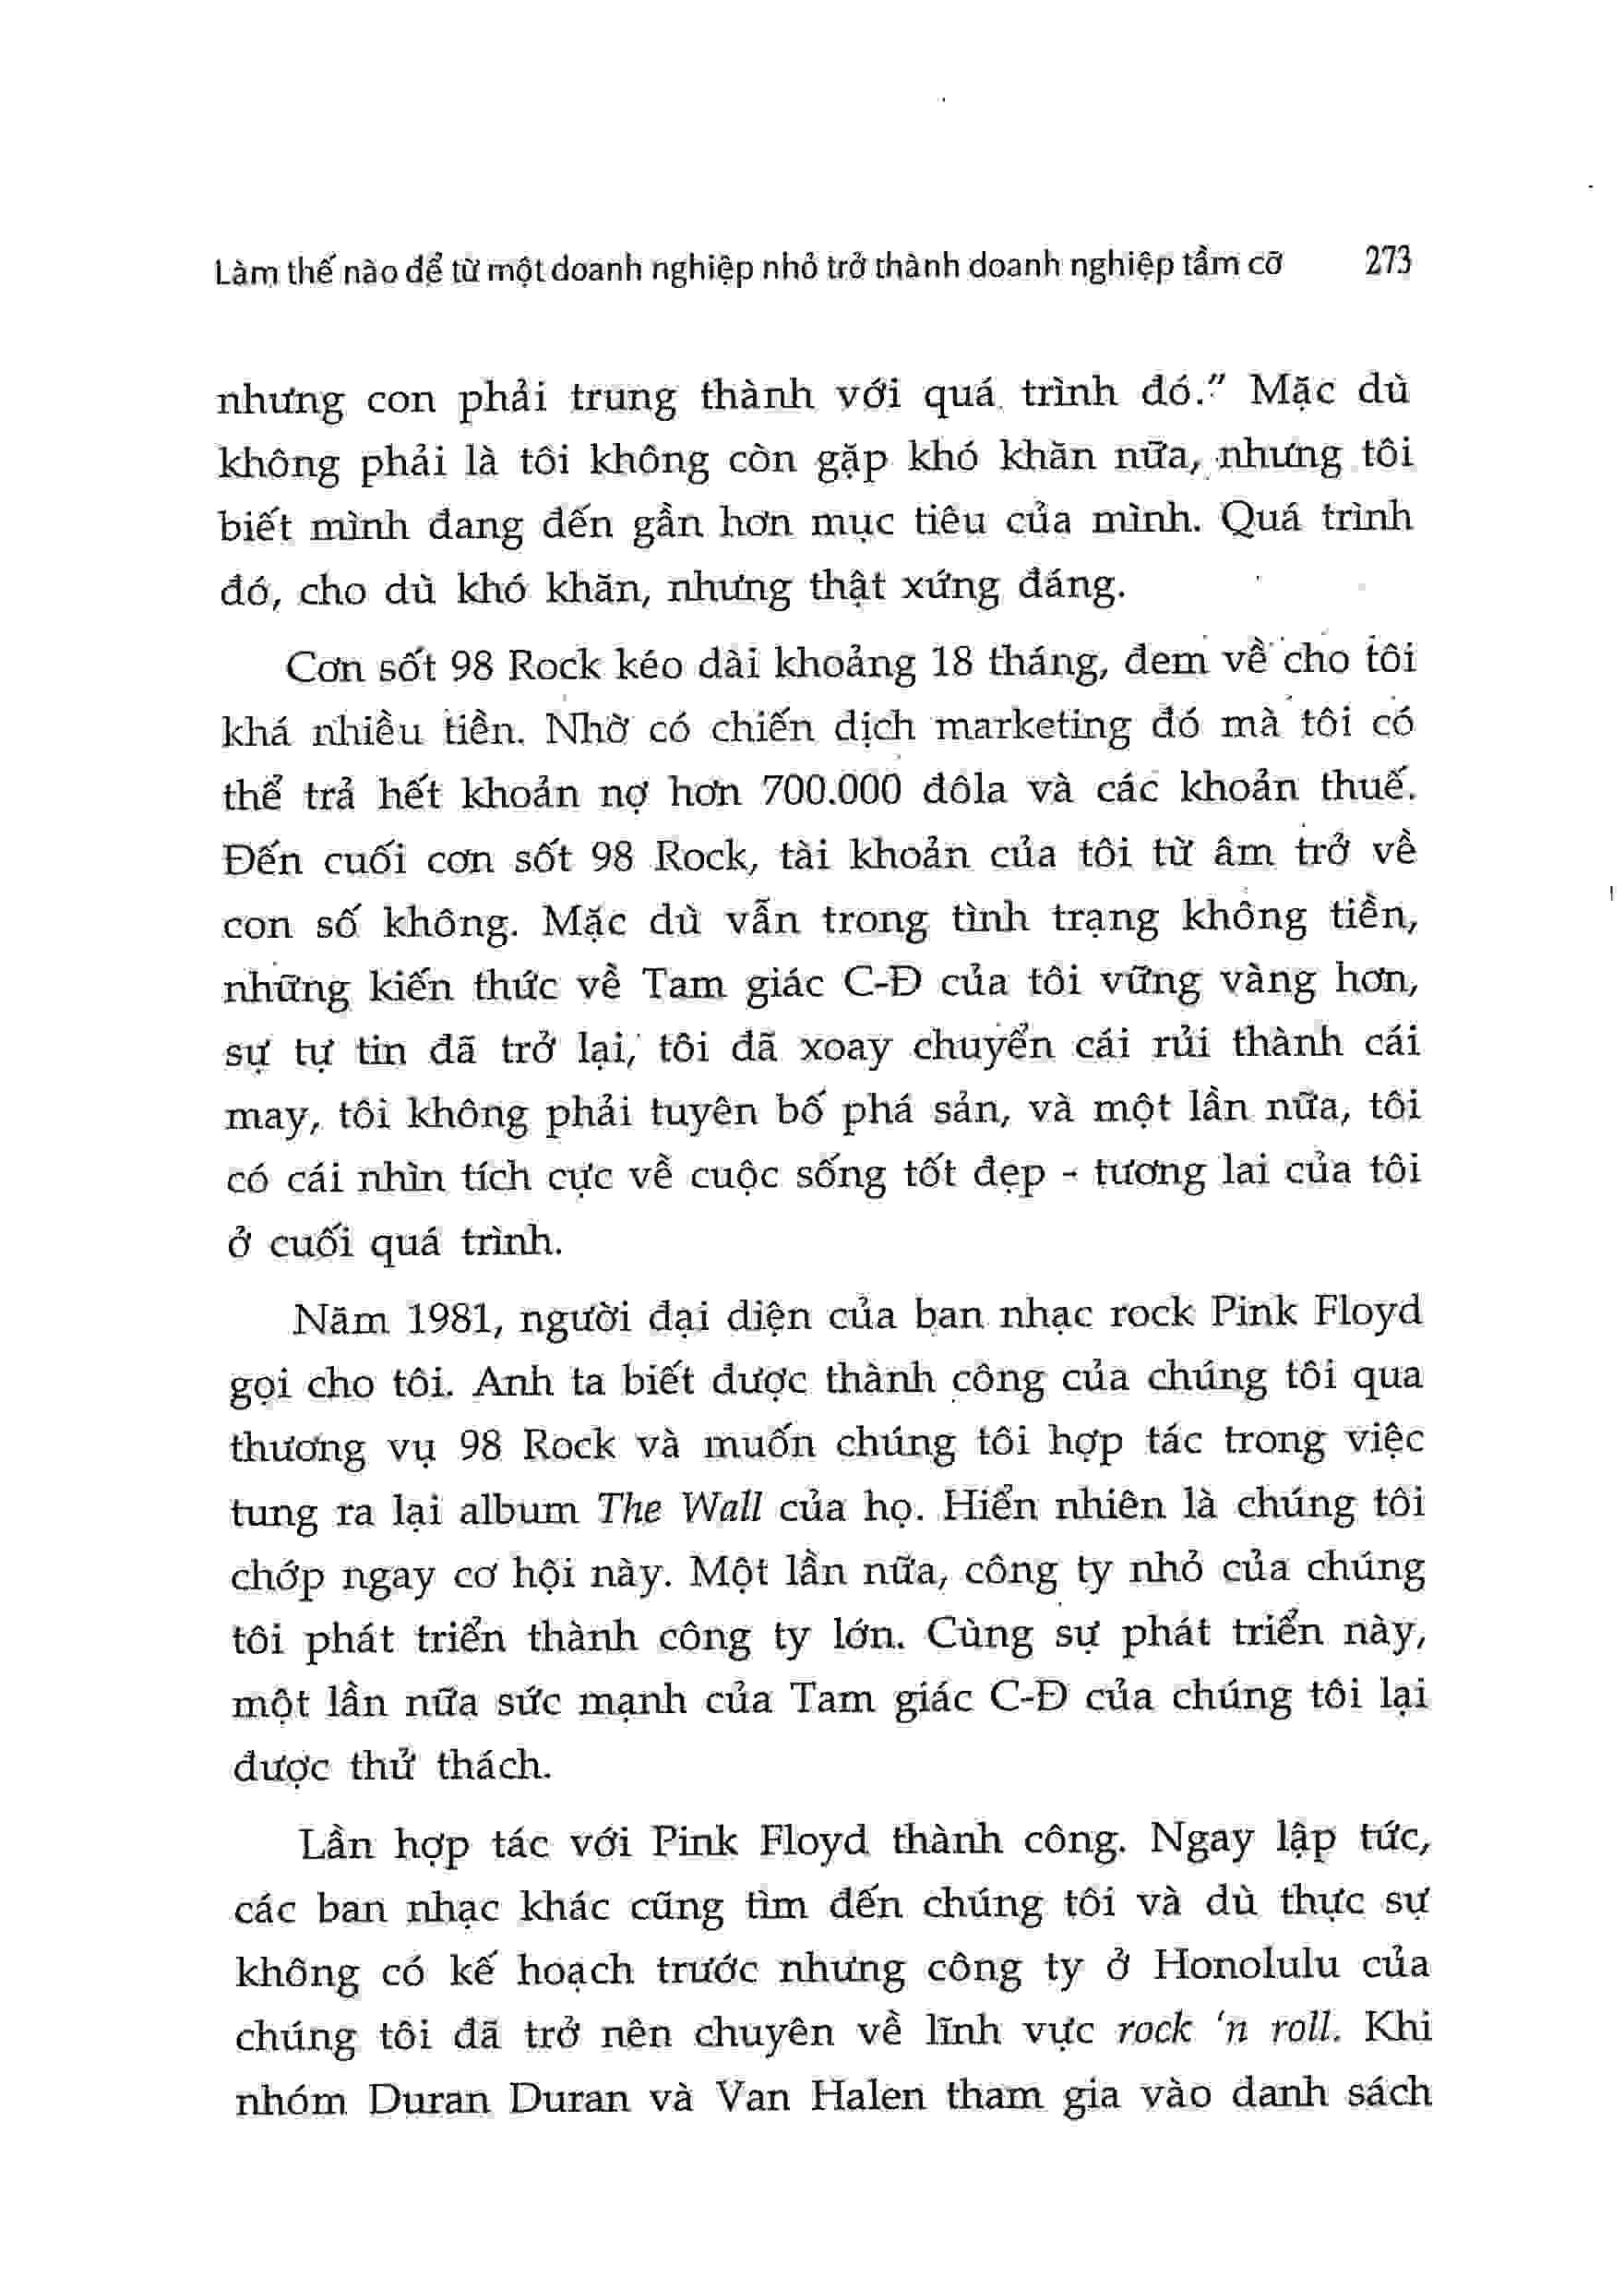 Làm thế nào để từ một doanh nghiệp nhỏ trở thành doanh nghiệp tầm cỡ 273
nhưng con phải trung thành với quá trình đó.” Mặc dù
không phải là tôi không còn gặp khó khăn nữa, nhưng tôi
biết mình đang đến gần hơn mục tiêu của mình. Quá trình
đó, cho dù khó khăn, nhưng thật xứng đáng.
Cơn sốt 98 Rock kéo dài khoảng 18 tháng, đem về cho tôi
khá nhiều tiền. Nhờ có chiến dịch marketing đó mà tôi có
thể trả hết khoản nợ hơn 700.000 đôla và các khoản thuế.
Đến cuối cơn sốt 98 Rock, tài khoản của tôi từ âm trở về
con số không. Mặc dù vẫn trong tình trạng không tiền,
những kiến thức về Tam giác C-Đ của tôi vững vàng hơn,
sự tự tin đã trở lại, tôi đã xoay chuyển cái rủi thành cái
may, tôi không phải tuyên bố phá sản, và một lần nữa, tôi
có cái nhìn tích cực về cuộc sống tốt đẹp - tương lai của tôi
ở cuối quá trình.
Năm 1981, người đại diện của ban nhạc rock Pink Floyd
gọi cho tôi. Anh ta biết được thành công của chúng tôi qua
thương vụ 98 Rock và muốn chúng tôi hợp tác trong việc
tung ra lại album The Wall của họ. Hiển nhiên là chúng tôi
chớp ngay cơ hội này. Một lần nữa, công ty nhỏ của chúng
tôi phát triển thành công ty lớn. Cùng sự phát triển này,
một lần nữa sức mạnh của Tam giác C-Đ của chúng tôi lại
được thử thách.
Lần hợp tác với Pink Floyd thành công. Ngay lập tức,
các ban nhạc khác cũng tìm đến chúng tôi và dù thực sự
không có kế hoạch trước nhưng công ty ở Honolulu của
chúng tôi đã trở nên chuyên về lĩnh vực rock ‘n roll. Khi
nhóm Duran Duran và Van Halen tham gia vào danh sách